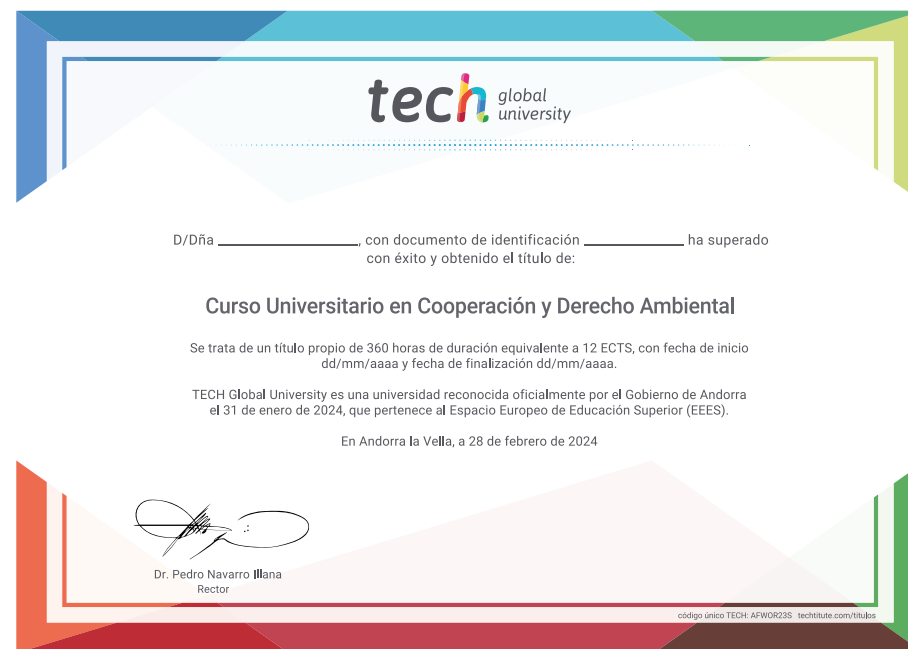 tech global university
D/Dña ____________, con documento de identificación ____________ ha superado
con éxito y obtenido el título de:
Curso Universitario en Cooperación y Derecho Ambiental
Se trata de un título propio de 360 horas de duración equivalente a 12 ECTS, con fecha de inicio
dd/mm/aaaa y fecha de finalización dd/mm/aaaa.
TECH Global University es una universidad reconocida oficialmente por el Gobierno de Andorra
el 31 de enero de 2024, que pertenece al Espacio Europeo de Educación Superior (EEES).
En Andorra la Vella, a 28 de febrero de 2024
Dr. Pedro Navarro Illana
Rector
código único TECH: AFWOR23S techtitute.com/titulos